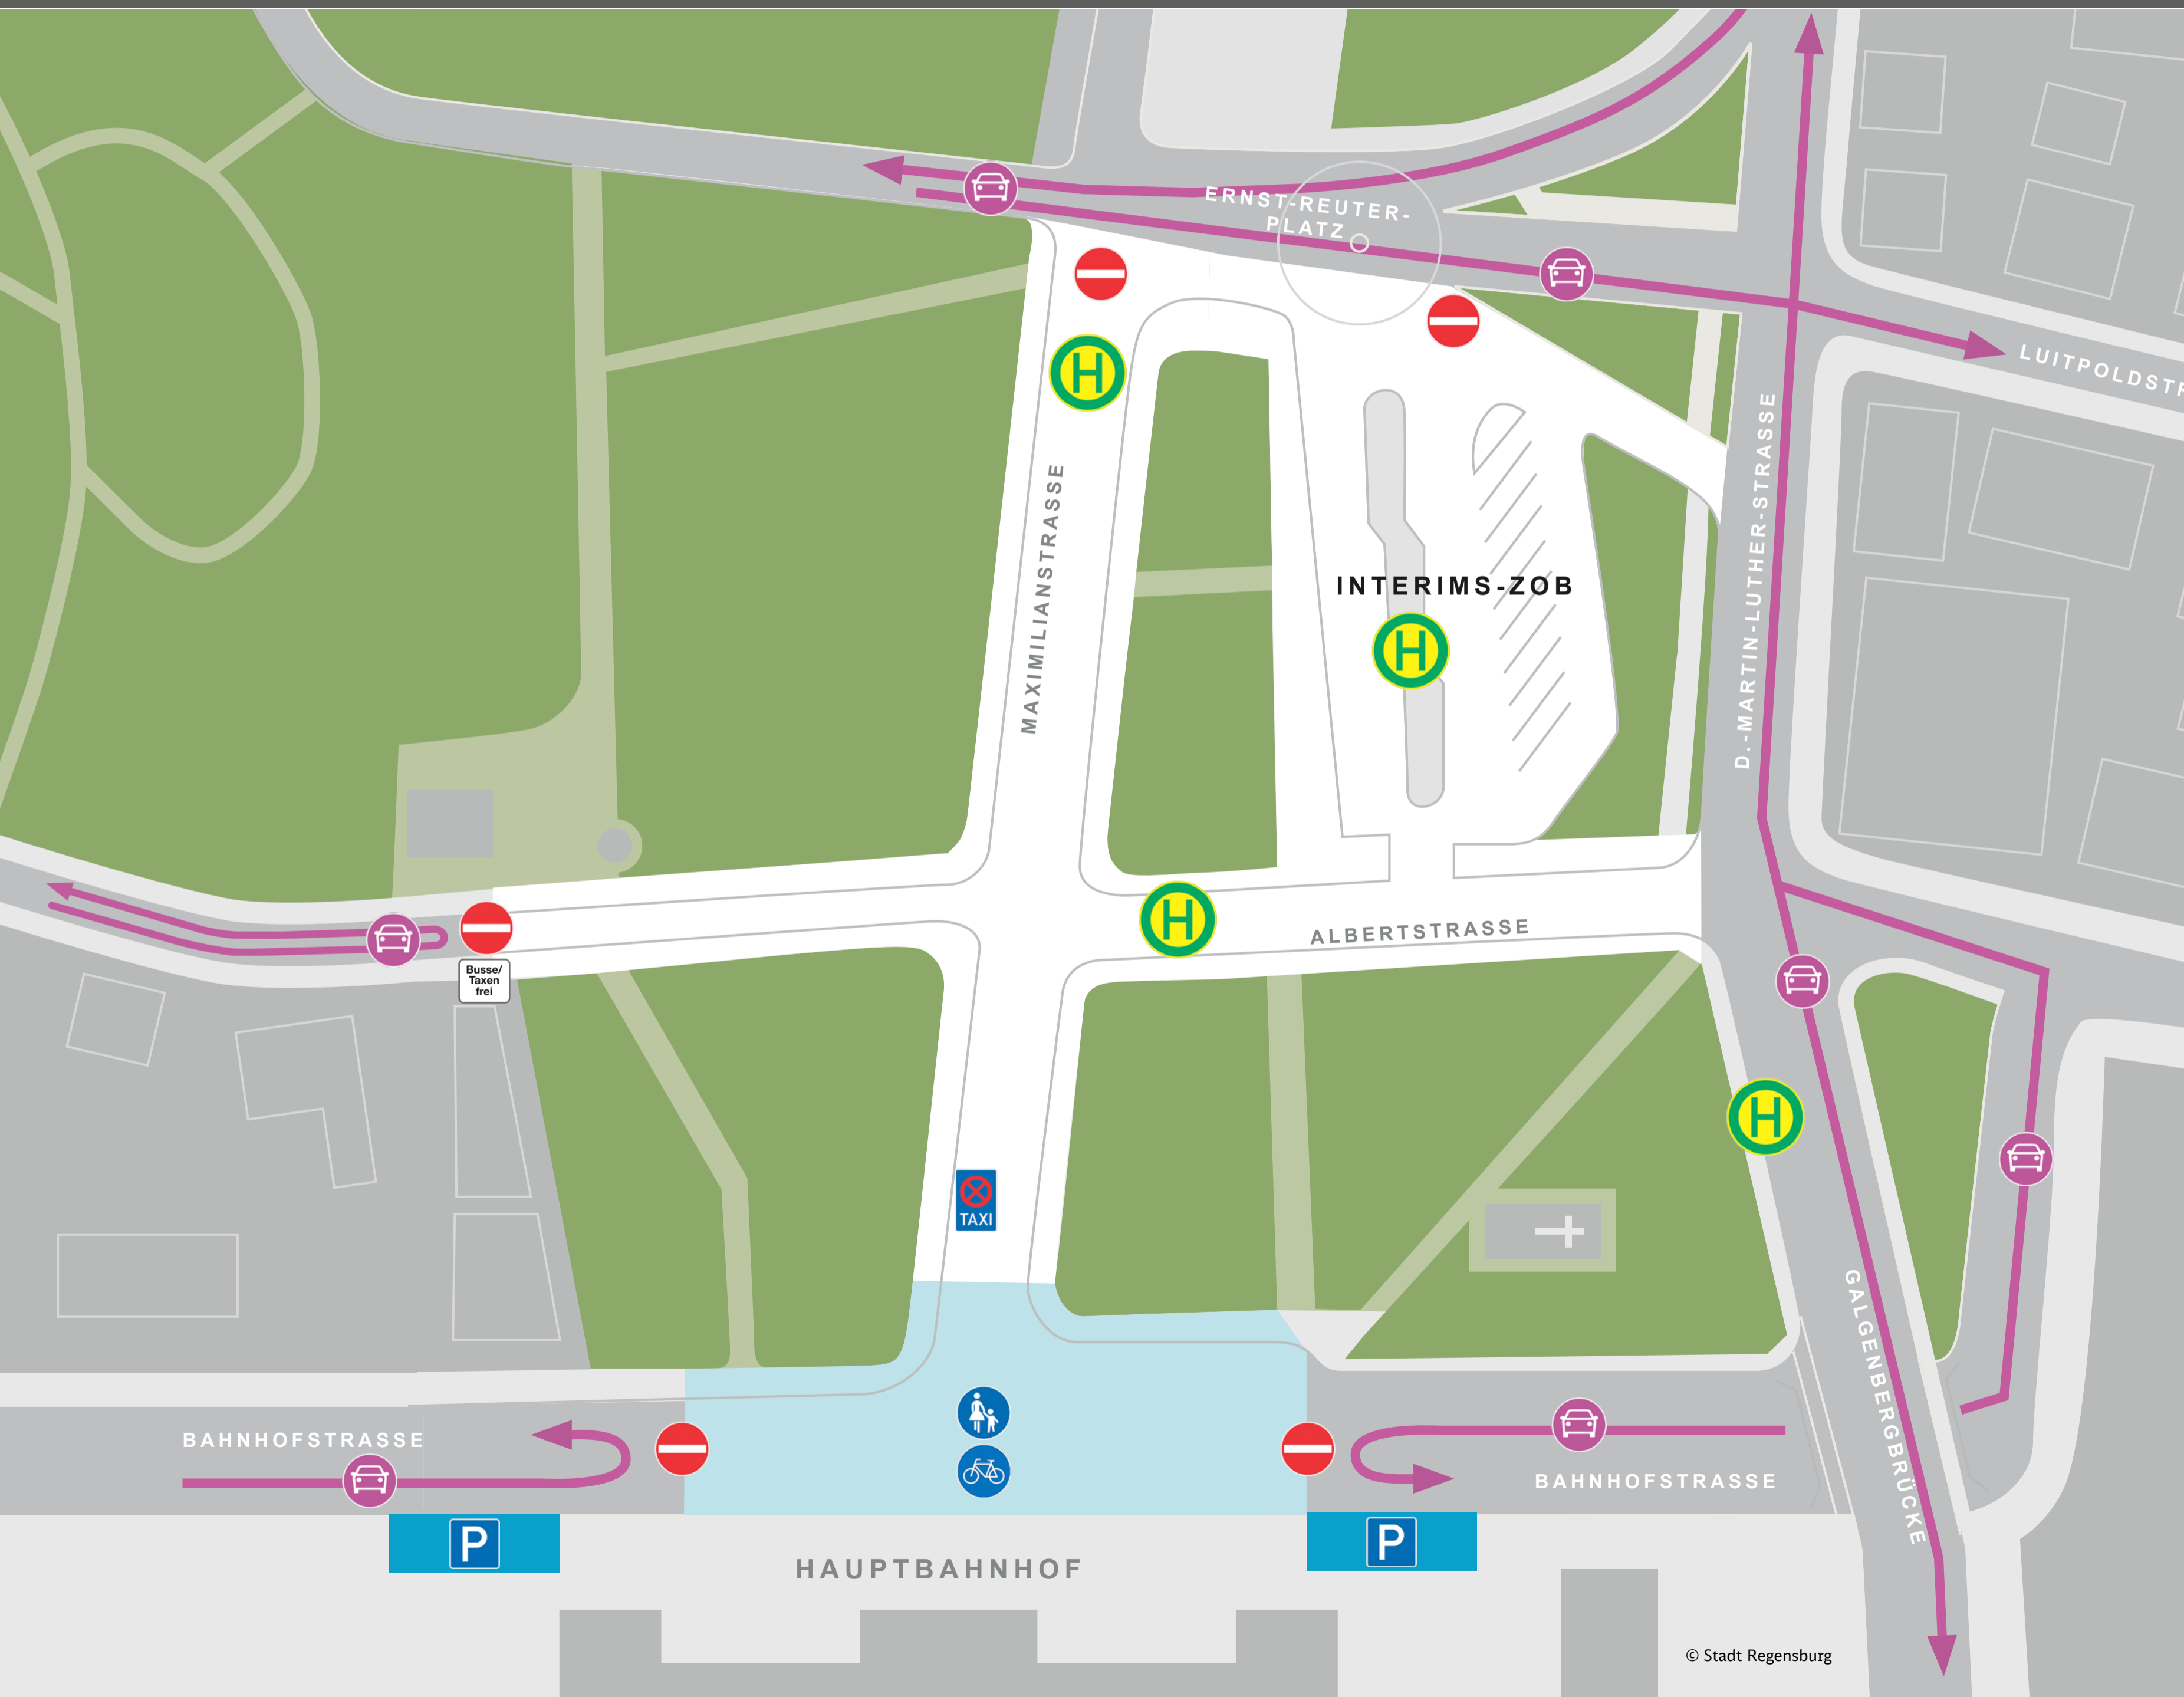 ERNST-REUTER-
PLATZ
LUITPOLDSTR
H
MAXIMILIANSTRASSE
D.-MARTIN-LUTHER-STRASSE
INTERIMS-ZOB
H
H
ALBERTSTRASSE
Busse/
Taxen
frei
H
TAXI
GALGENBERGBRÜCKE
BAHNHOFSTRASSE
BAHNHOFSTRASSE
P
P
HAUPTBAHNHOF
© Stadt Regensburg